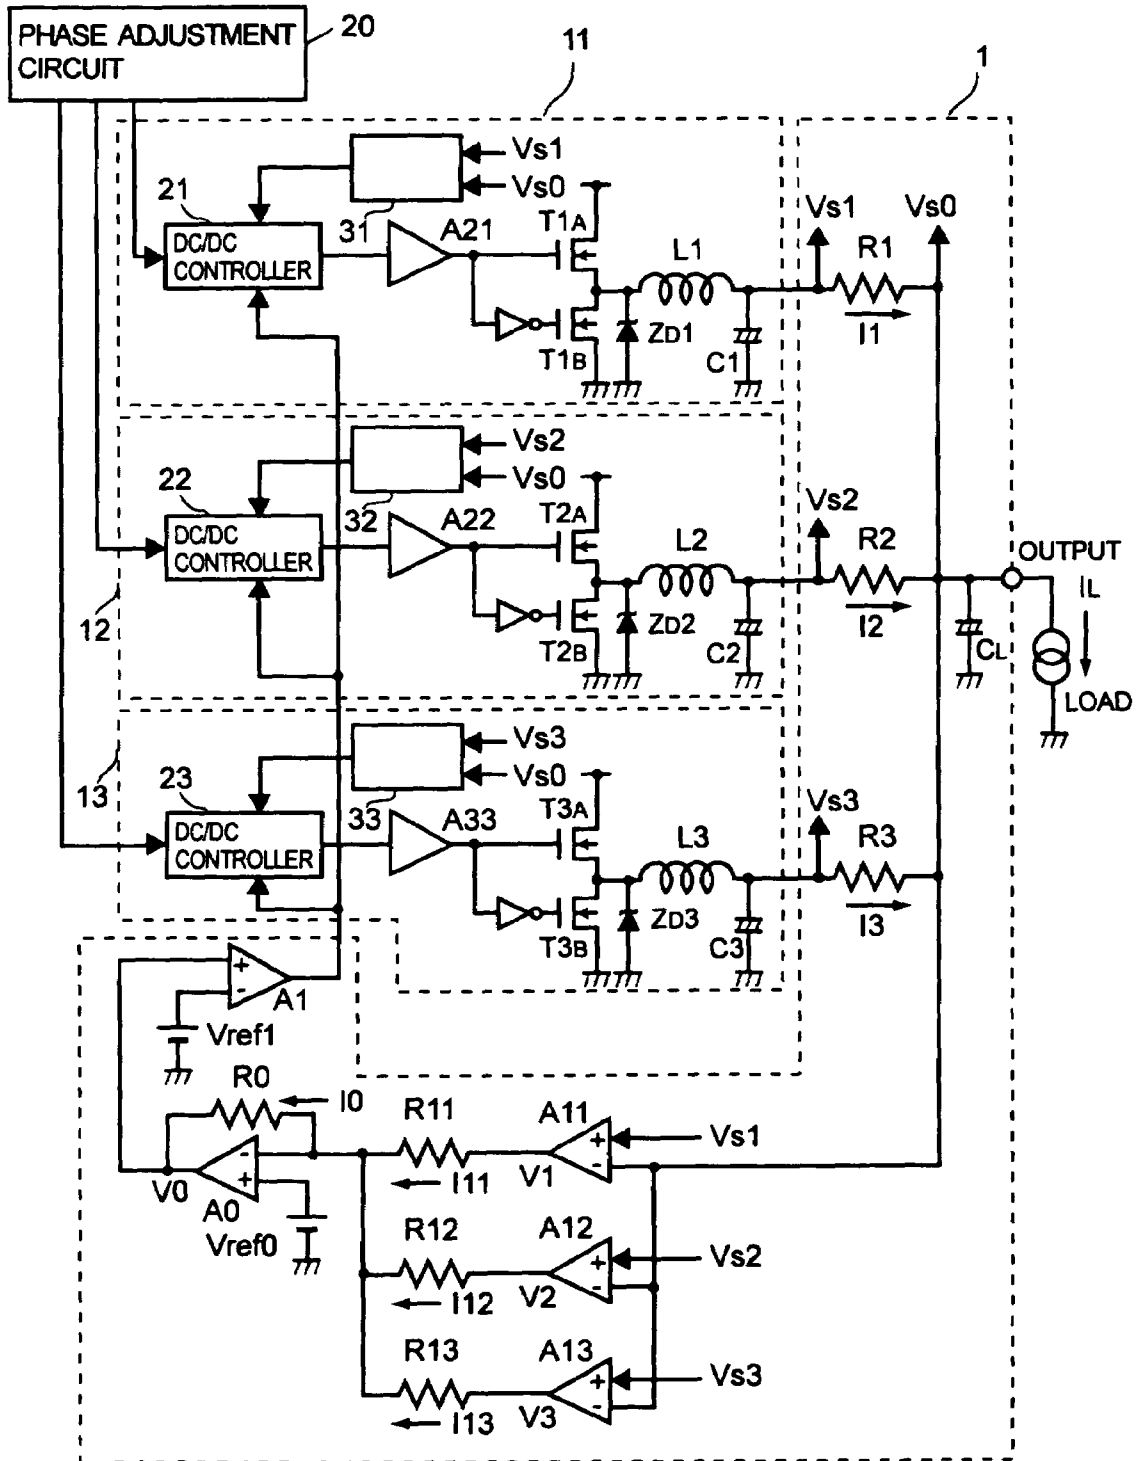 PHASE ADJUSTMENT
CIRCUIT
20
11
1
Vs1
Vs0
21
31
DC/DC
CONTROLLER
A21
T1A
T1B
L1
ZD1
C1
Vs1
Vs0
R1
I1
Vs2
Vs0
22
32
DC/DC
CONTROLLER
A22
T2A
T2B
L2
ZD2
C2
Vs2
R2
I2
OUTPUT
IL
CL
LOAD
12
Vs3
Vs0
13
23
33
DC/DC
CONTROLLER
A33
T3A
T3B
L3
ZD3
C3
Vs3
R3
I3
+
-
A1
Vref1
R0
I0
-
+
V0
A0
Vref0
R11
I11
A11
+
-
V1
Vs1
R12
I12
A12
+
-
V2
Vs2
R13
I13
A13
+
-
V3
Vs3